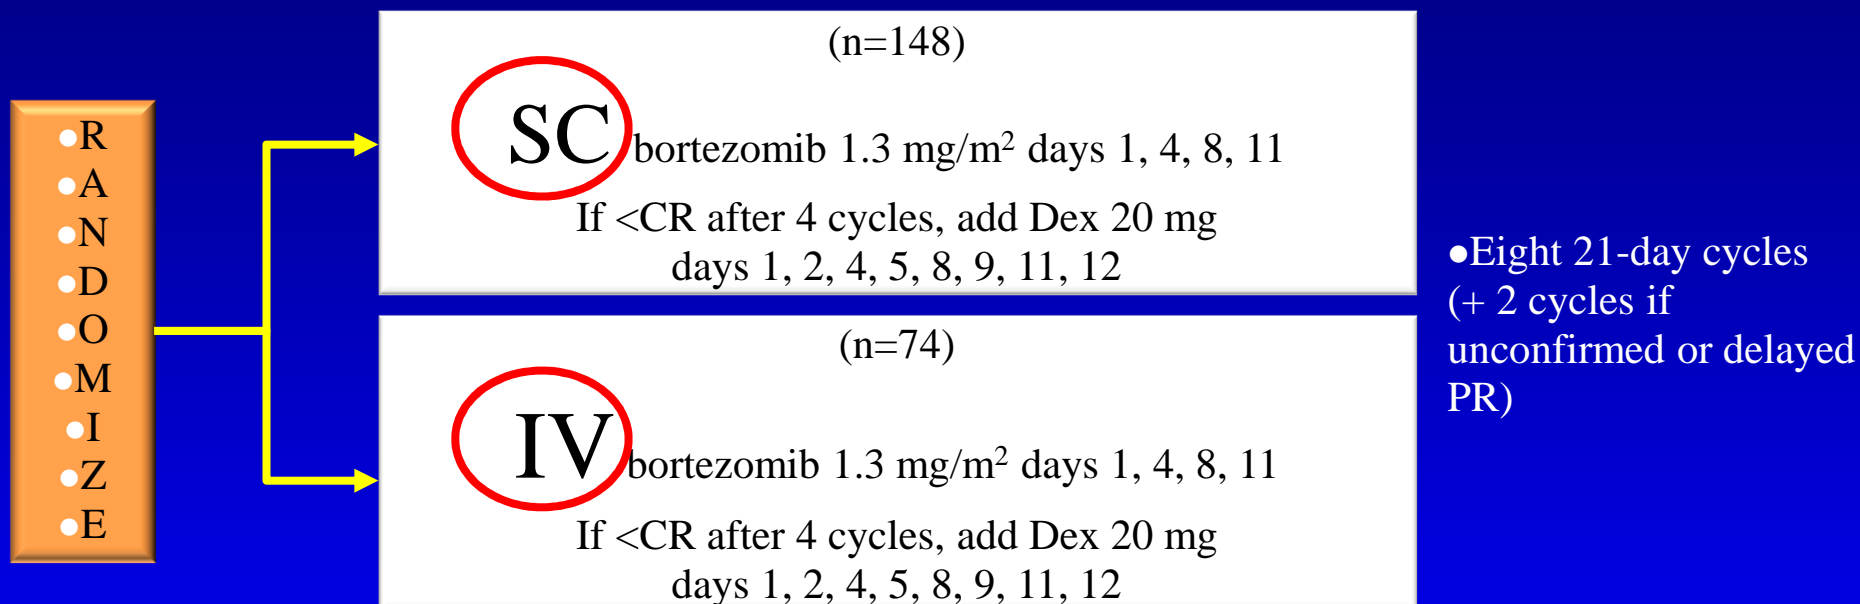 ●R
●A
●N
●D
●O
●M
●I
●Z
●E
(n=148)
SC bortezomib 1.3 mg/m² days 1, 4, 8, 11
If <CR after 4 cycles, add Dex 20 mg
days 1, 2, 4, 5, 8, 9, 11, 12
(n=74)
IV bortezomib 1.3 mg/m² days 1, 4, 8, 11
If <CR after 4 cycles, add Dex 20 mg
days 1, 2, 4, 5, 8, 9, 11, 12
●Eight 21-day cycles
(+ 2 cycles if
unconfirmed or delayed
PR)